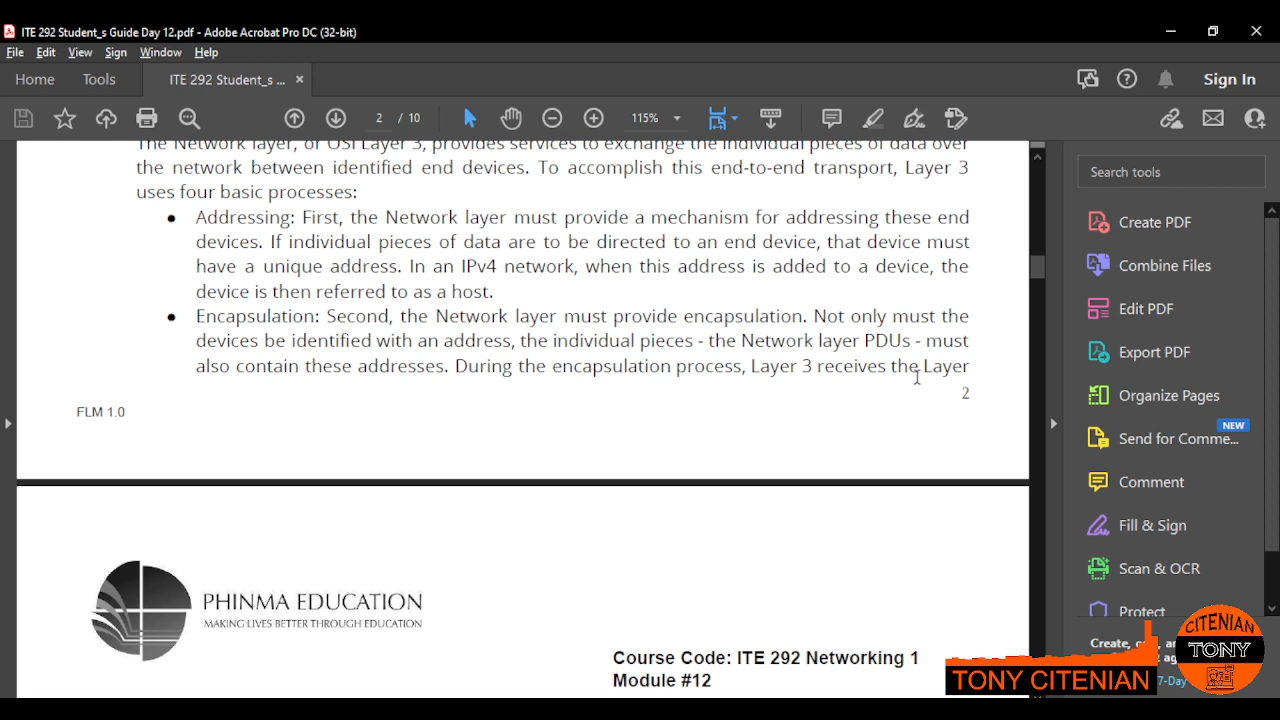 ITE 292 Student_s Guide Day 12.pdf - Adobe Acrobat Pro DC (32-bit)
File Edit View Sign Window Help
Home Tools ITE 292 Student_s ... × Sign In
2 / 10 115%
The Network layer, or OSI Layer 3, provides services to exchange the individual pieces of data over
the network between identified end devices. To accomplish this end-to-end transport, Layer 3
uses four basic processes:
● Addressing: First, the Network layer must provide a mechanism for addressing these end
devices. If individual pieces of data are to be directed to an end device, that device must
have a unique address. In an IPv4 network, when this address is added to a device, the
device is then referred to as a host.
● Encapsulation: Second, the Network layer must provide encapsulation. Not only must the
devices be identified with an address, the individual pieces - the Network layer PDUs - must
also contain these addresses. During the encapsulation process, Layer 3 receives the Layer
2
FLM 1.0
PHINMA EDUCATION
MAKING LIVES BETTER THROUGH EDUCATION
Course Code: ITE 292 Networking 1
Module #12
Search tools
Create PDF
Combine Files
Edit PDF
Export PDF
Organize Pages
NEW
Send for Comme...
Comment
Fill & Sign
Scan & OCR
Protect
Create,
7-Day
TONY CITENIAN
CITENIAN
TONY